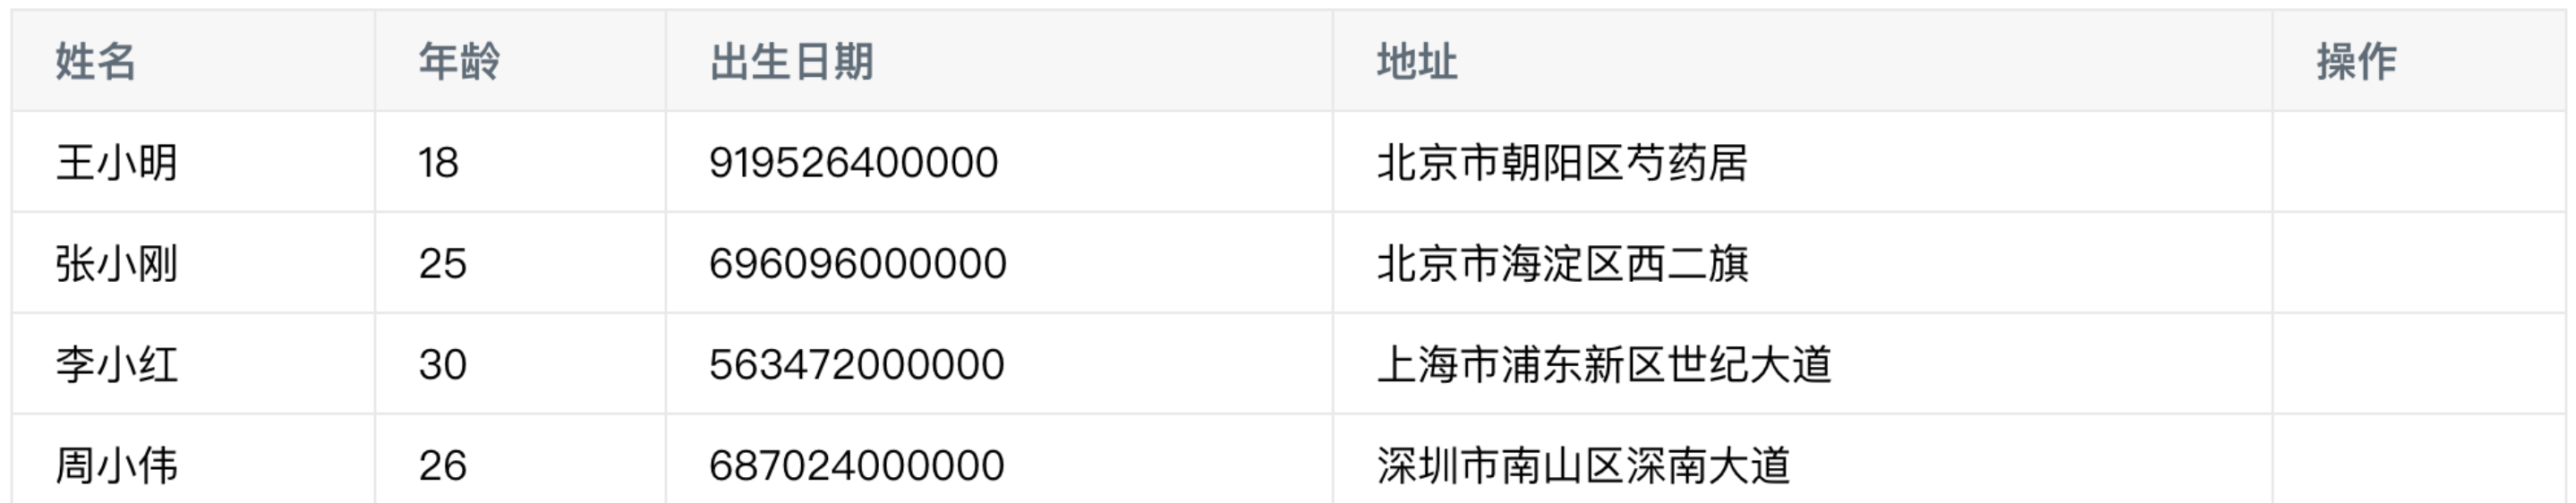 姓名 年龄 出生日期 地址 操作
王小明 18 919526400000 北京市朝阳区芍药居
张小刚 25 696096000000 北京市海淀区西二旗
李小红 30 563472000000 上海市浦东新区世纪大道
周小伟 26 687024000000 深圳市南山区深南大道